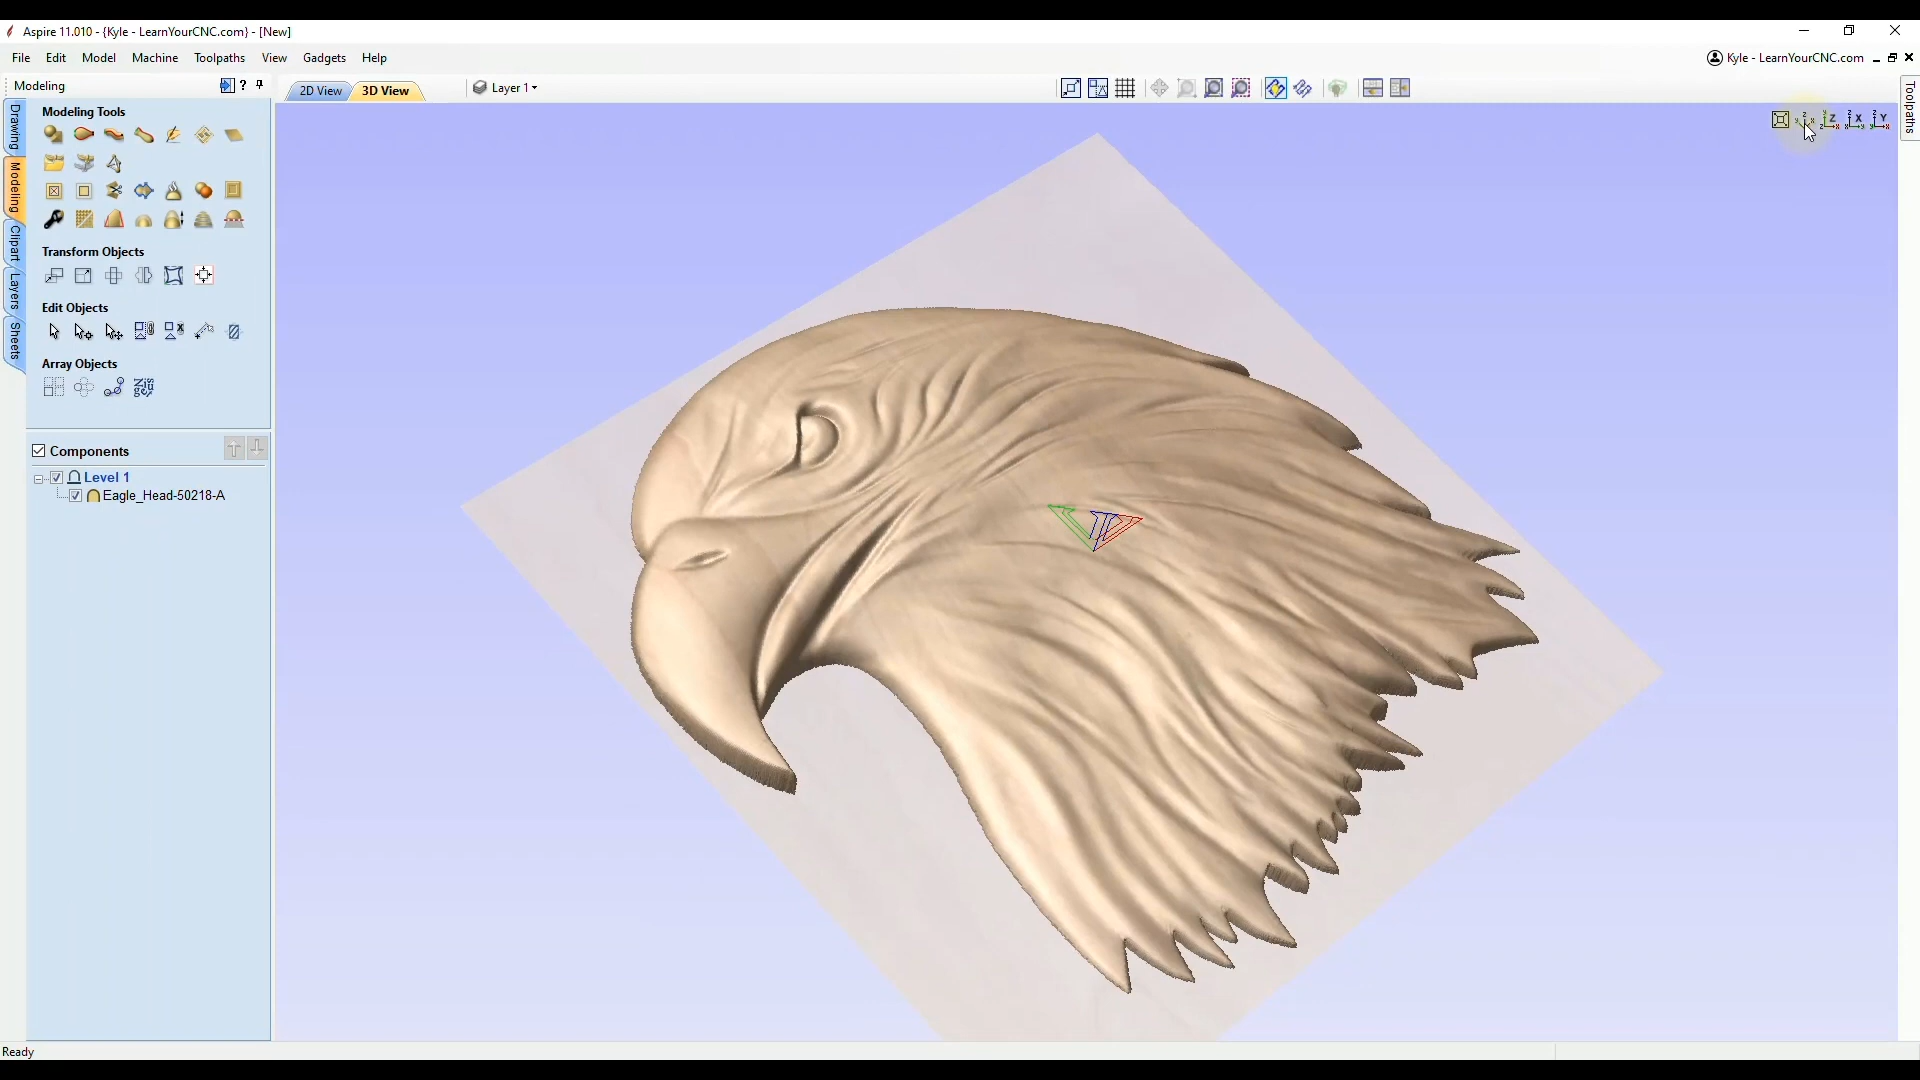 Aspire 11.010 - {Kyle - LearnYourCNC.com} - [New]
File Edit Model Machine Toolpaths View Gadgets Help
Kyle - LearnYourCNC.com
Modeling
2D View
3D View
Layer 1
Toolpaths
Drawing
Modeling
Clipart
Layers
Sheets
Modeling Tools
Transform Objects
Edit Objects
Array Objects
Components
Level 1
Eagle_Head-50218-A
Z
X
Y
Ready